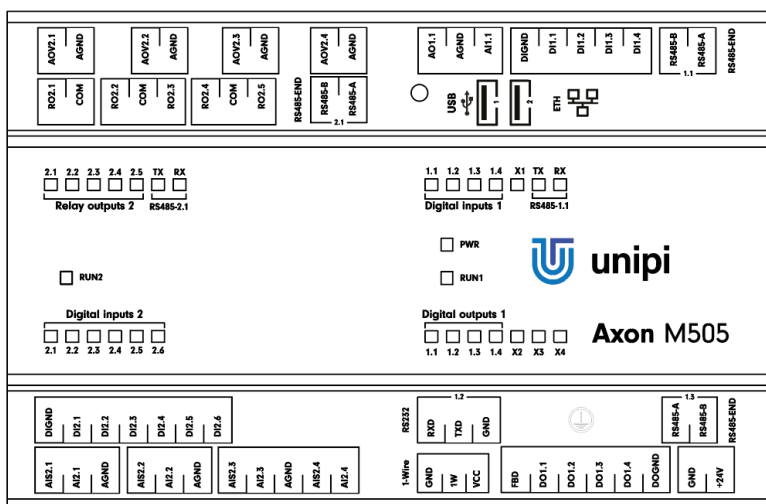 AOV2.1 AGND AOV2.2 AGND AOV2.3 AGND AOV2.4 AGND AO1.1 AGND AI1.1 DIGND DI1.1 DI1.2 DI1.3 DI1.4 RS485-B RS485-A RS485-END
1.1
RO2.1 COM RO2.2 COM RO2.3 RO2.4 COM RO2.5 RS485-END RS485-B RS485-A USB 1 2 ETH
2.1
2.1 2.2 2.3 2.4 2.5 TX RX 1.1 1.2 1.3 1.4 X1 TX RX
Relay outputs 2 RS485-2.1 Digital inputs 1 RS485-1.1
PWR
unipi
RUN2 RUN1
Digital inputs 2 Digital outputs 1
Axon M505
2.1 2.2 2.3 2.4 2.5 2.6 1.1 1.2 1.3 1.4 X2 X3 X4
1.2 1.3
DIGND DI2.1 DI2.2 DI2.3 DI2.4 DI2.5 DI2.6 RS232 RXD TXD GND RS485-A RS485-B RS485-END
AIS2.1 AI2.1 AGND AIS2.2 AI2.2 AGND AIS2.3 AI2.3 AGND AIS2.4 AI2.4 1-Wire GND 1W VCC FBD DO1.1 DO1.2 DO1.3 DO1.4 DOGND GND +24V